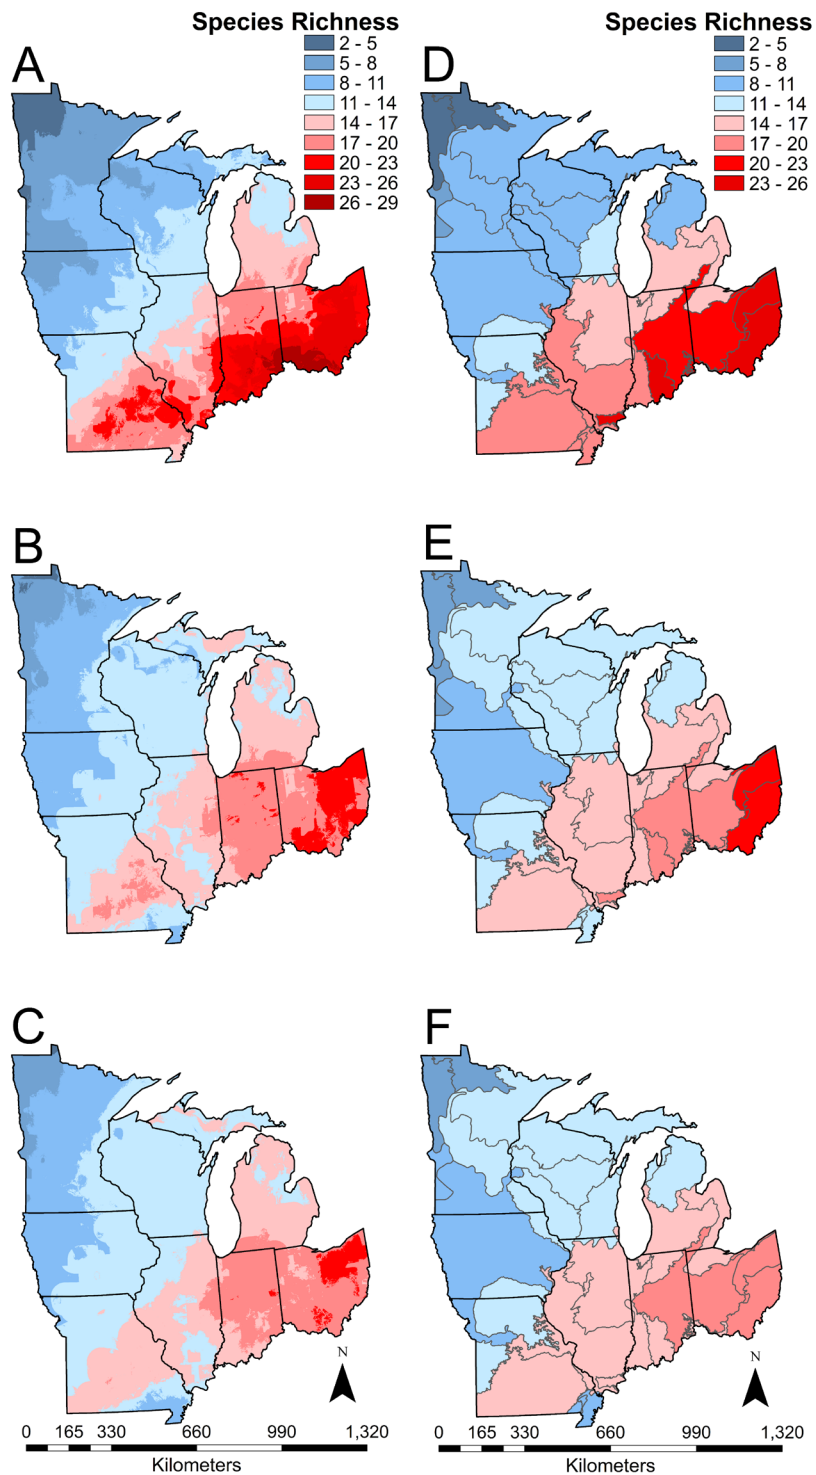 Species Richness
2 - 5
5 - 8
8 - 11
11 - 14
14 - 17
17 - 20
20 - 23
23 - 26
26 - 29
A
Species Richness
2 - 5
5 - 8
8 - 11
11 - 14
14 - 17
17 - 20
20 - 23
23 - 26
D
B
E
C
F
N
0 165 330 660 990 1,320
Kilometers
N
0 165 330 660 990 1,320
Kilometers